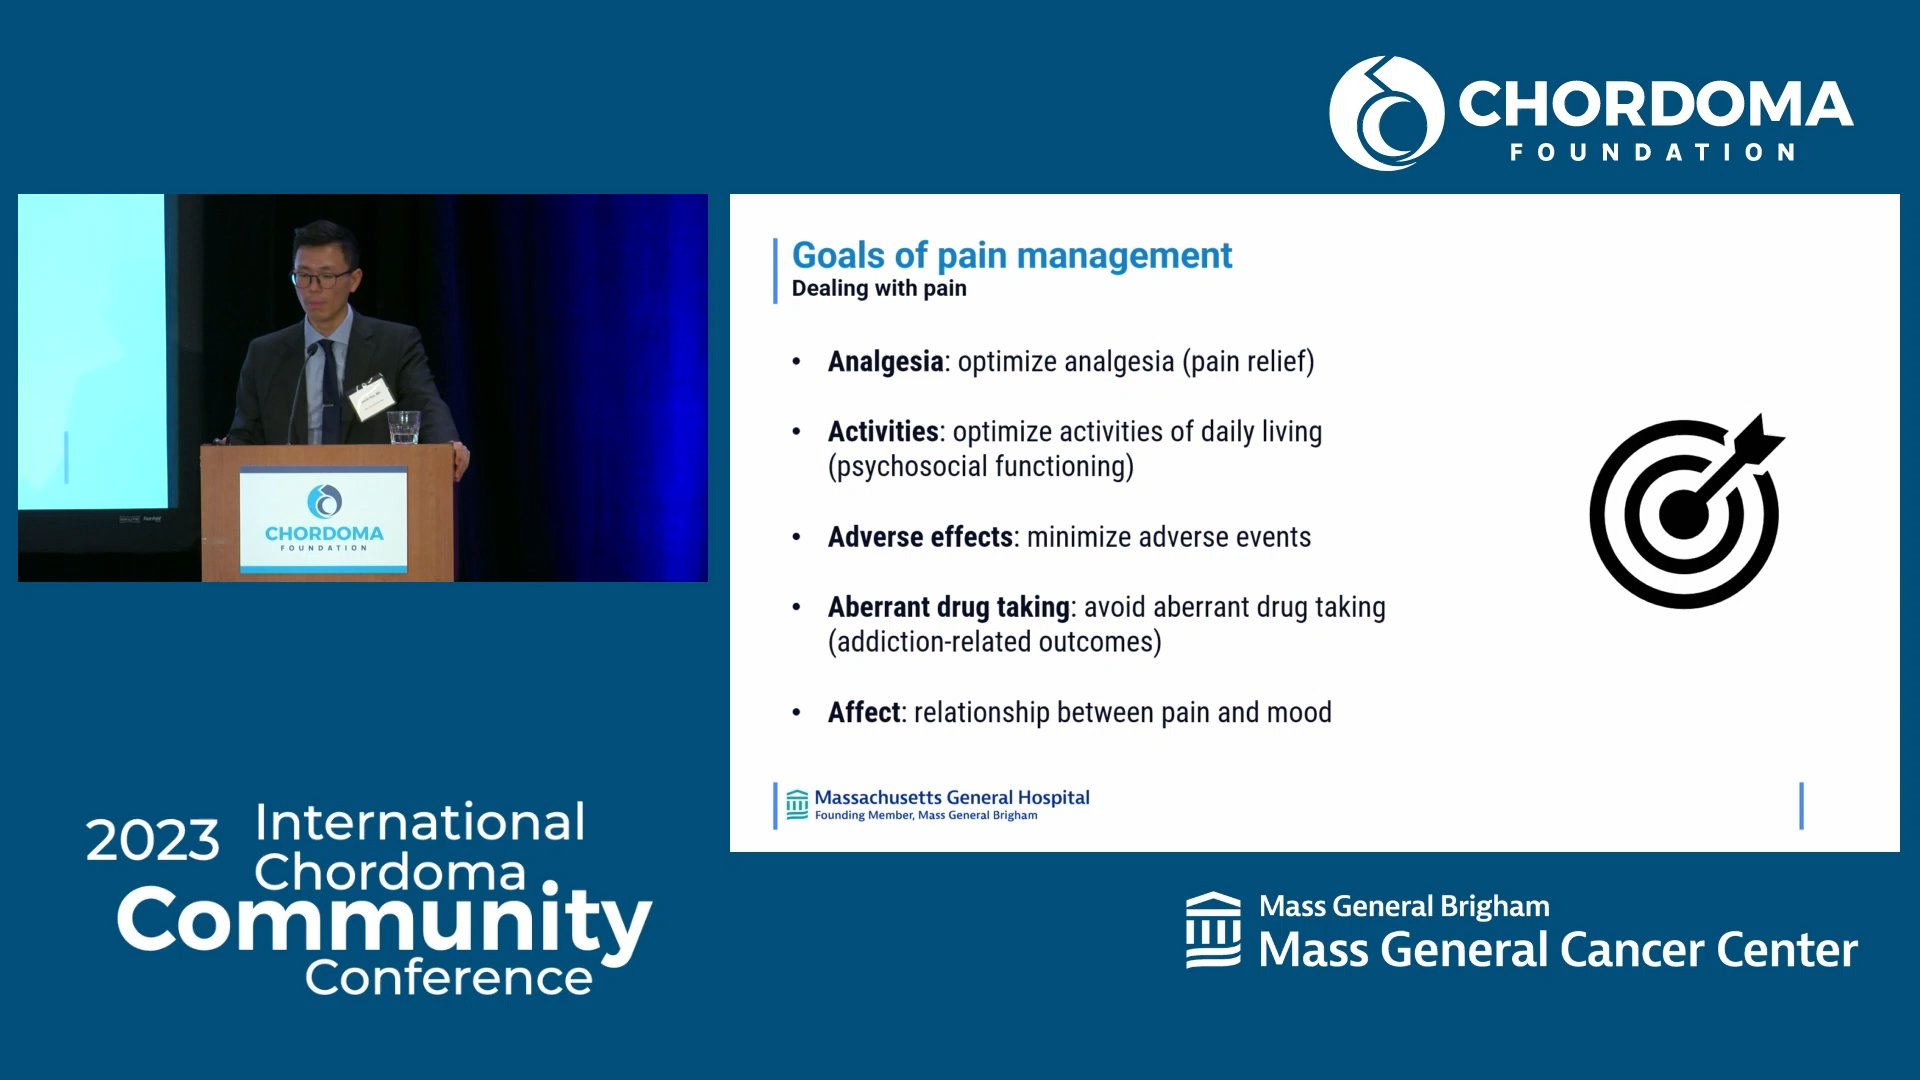 CHORDOMA
FOUNDATION
Goals of pain management
Dealing with pain
• Analgesia: optimize analgesia (pain relief)
• Activities: optimize activities of daily living
(psychosocial functioning)
• Adverse effects: minimize adverse events
• Aberrant drug taking: avoid aberrant drug taking
(addiction-related outcomes)
• Affect: relationship between pain and mood
Massachusetts General Hospital
Founding Member, Mass General Brigham
CHORDOMA
FOUNDATION
2023 International
Chordoma
Community
Conference
Mass General Brigham
Mass General Cancer Center